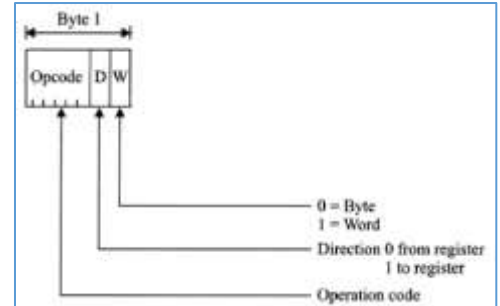 Byte 1
Opcode D W
0 = Byte
1 = Word
Direction 0 from register
1 to register
Operation code